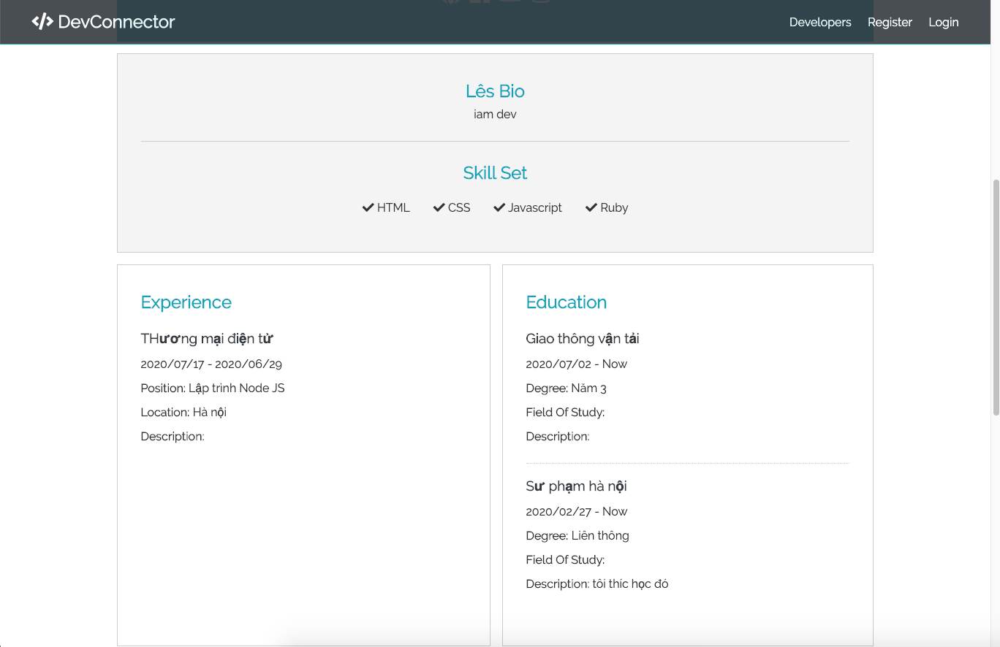 DevConnector
Developers Register Login
Lês Bio
iam dev
Skill Set
HTML CSS Javascript Ruby
Experience
THương mại điện tử
2020/07/17 - 2020/06/29
Position: Lập trình Node JS
Location: Hà nội
Description:
Education
Giao thông vận tải
2020/07/02 - Now
Degree: Năm 3
Field Of Study:
Description:
Sư phạm hà nội
2020/02/27 - Now
Degree: Liên thông
Field Of Study:
Description: tôi thíc học đó